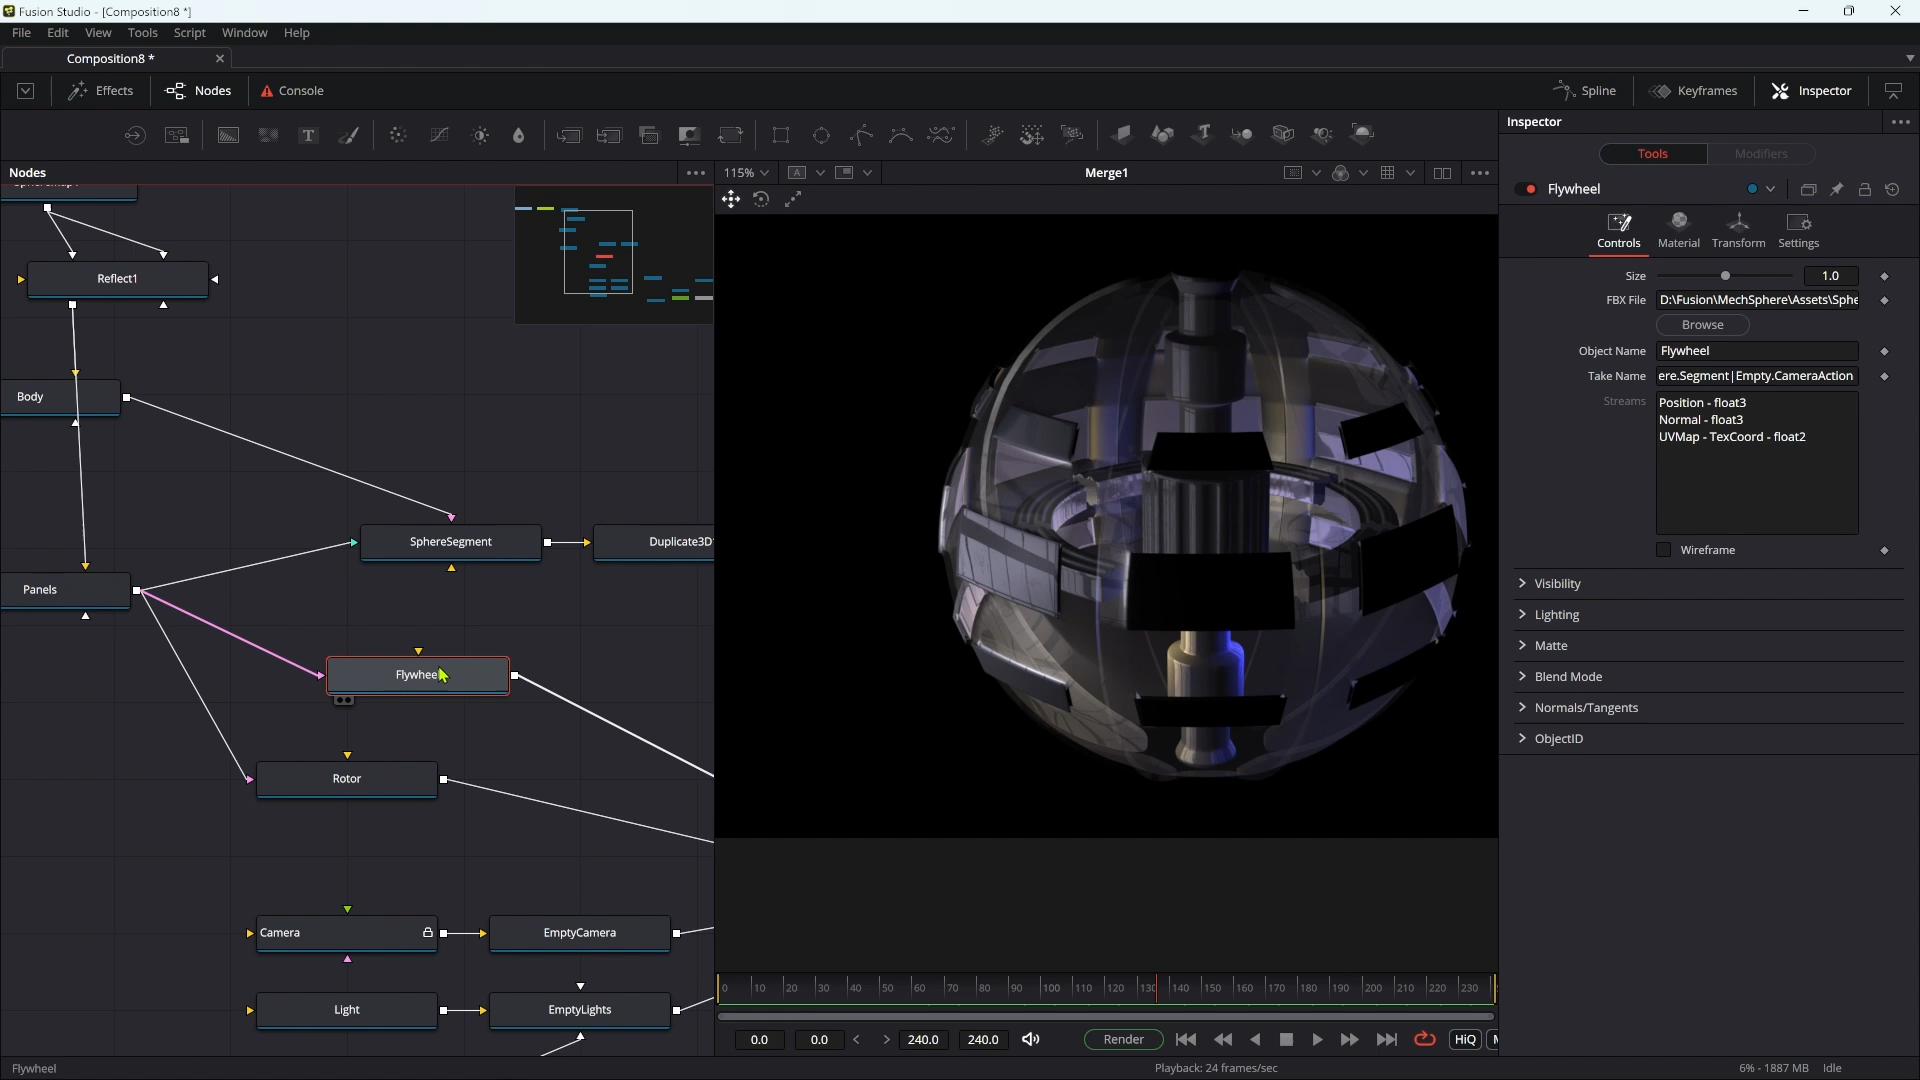 Fusion Studio - [Composition8 *]
File Edit View Tools Script Window Help
Composition8 *
Effects Nodes Console Spline Keyframes Inspector
Inspector
Tools Modifiers
Nodes
115% A Merge1
Flywheel
Controls Material Transform Settings
Size 1.0
FBX File D:\Fusion\MechSphere\Assets\Sphe
Browse
Object Name Flywheel
Take Name ere.Segment|Empty.CameraAction
Streams Position - float3
Normal - float3
UVMap - TexCoord - float2
Wireframe
Visibility
Lighting
Matte
Blend Mode
Normals/Tangents
ObjectID
Reflect1
Body
SphereSegment Duplicate3D
Panels
Flywhee
Rotor
Camera EmptyCamera
Light EmptyLights
0 10 20 30 40 50 60 70 80 90 100 110 120 130 140 150 160 170 180 190 200 210 220 230
0.0 0.0 < > 240.0 240.0 Render HiQ
Flywheel Playback: 24 frames/sec 6% - 1887 MB Idle